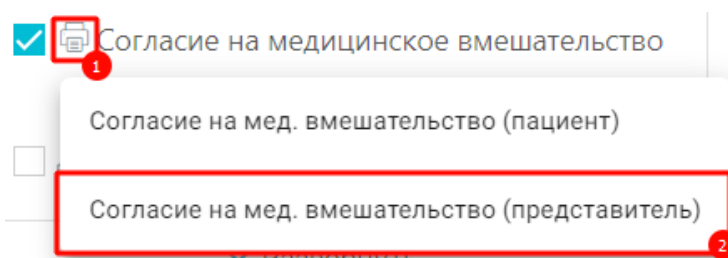 Согласие на медицинское вмешательство
1
Согласие на мед. вмешательство (пациент)
Согласие на мед. вмешательство (представитель)
2